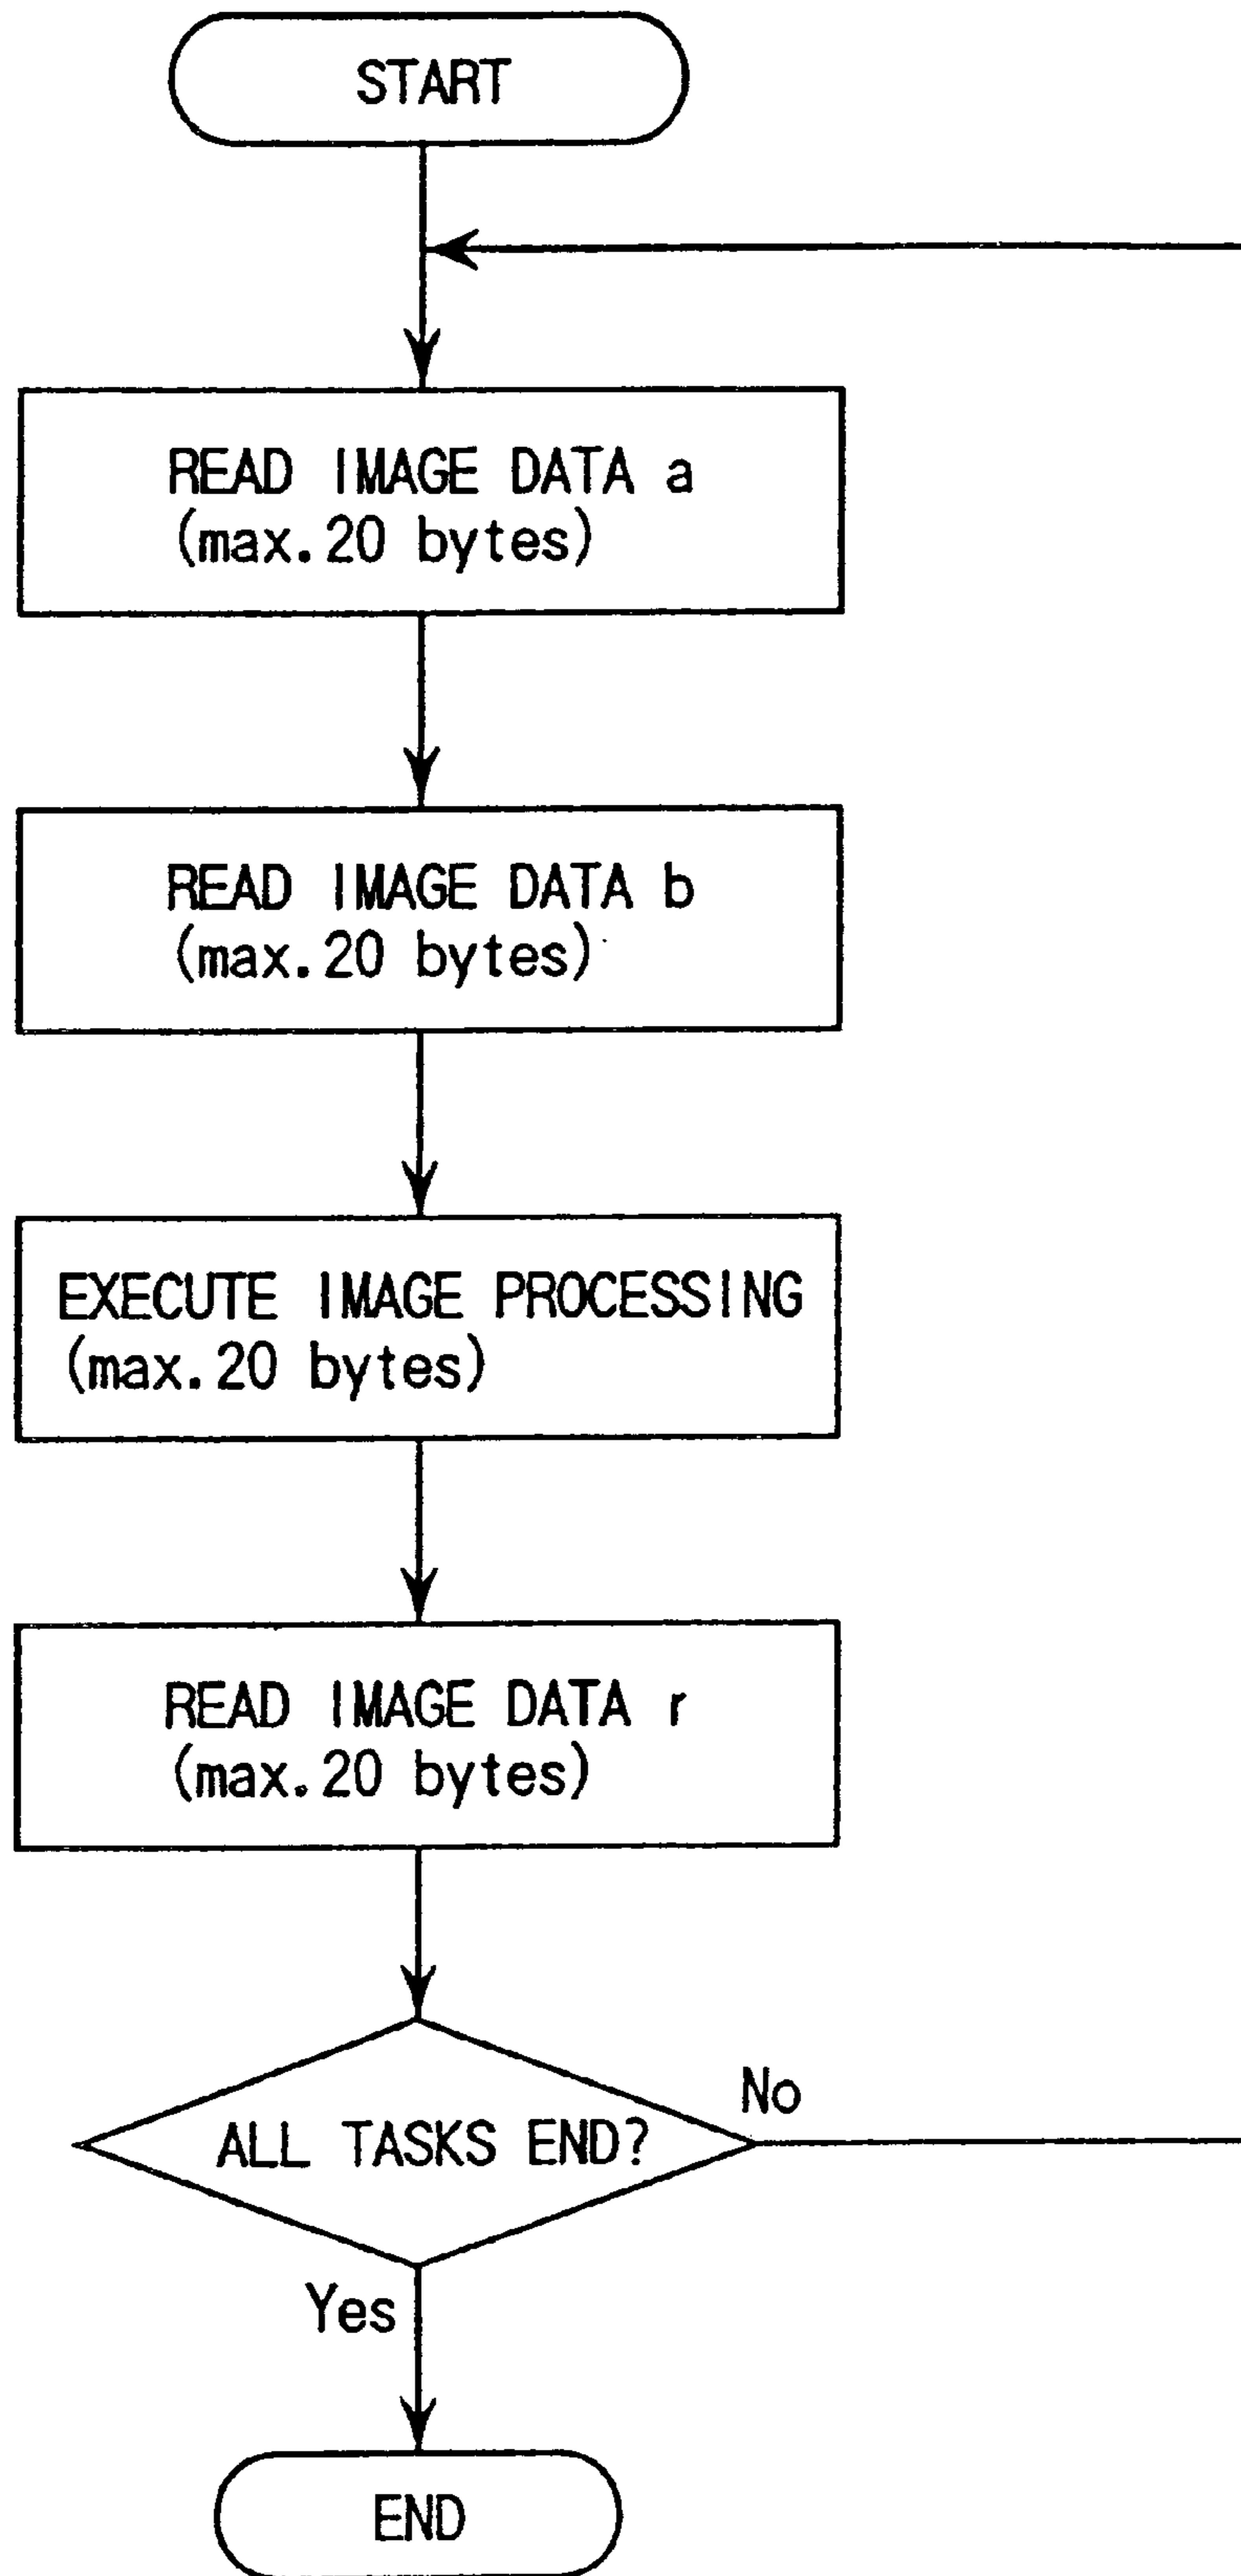 START
READ IMAGE DATA a
(max.20 bytes)
READ IMAGE DATA b
(max.20 bytes)
EXECUTE IMAGE PROCESSING
(max.20 bytes)
READ IMAGE DATA r
(max.20 bytes)
No
ALL TASKS END?
Yes
END